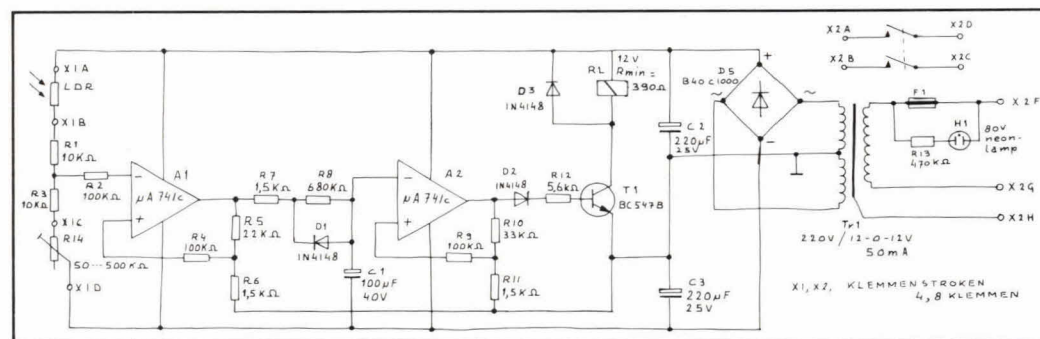 X1A
LDR
X1B
R1
10KΩ
R2
100KΩ
R3
10KΩ
X1C
R14
50...500KΩ
X1D
A1
µA741c
−
+
R4
100KΩ
R5
22KΩ
R6
1,5KΩ
R7
1,5KΩ
R8
680KΩ
D1
1N4148
C1
100µF
40V
A2
µA741c
−
+
R9
100KΩ
R10
33KΩ
R11
1,5KΩ
D2
1N4148
R12
5,6kΩ
T1
BC547B
D3
1N4148
12V
RL Rmin =
390Ω
C2
220µF
25V
C3
220µF
25V
D5
B40C1000
+
~
~
−
Tr1
220V/12-0-12V
50mA
X2A
X2D
X2B
X2C
F1
X2F
H1
80V
neon-
lamp
R13
470kΩ
X2G
X2H
X1,X2, KLEMMENSTROKEN
4,8 KLEMMEN